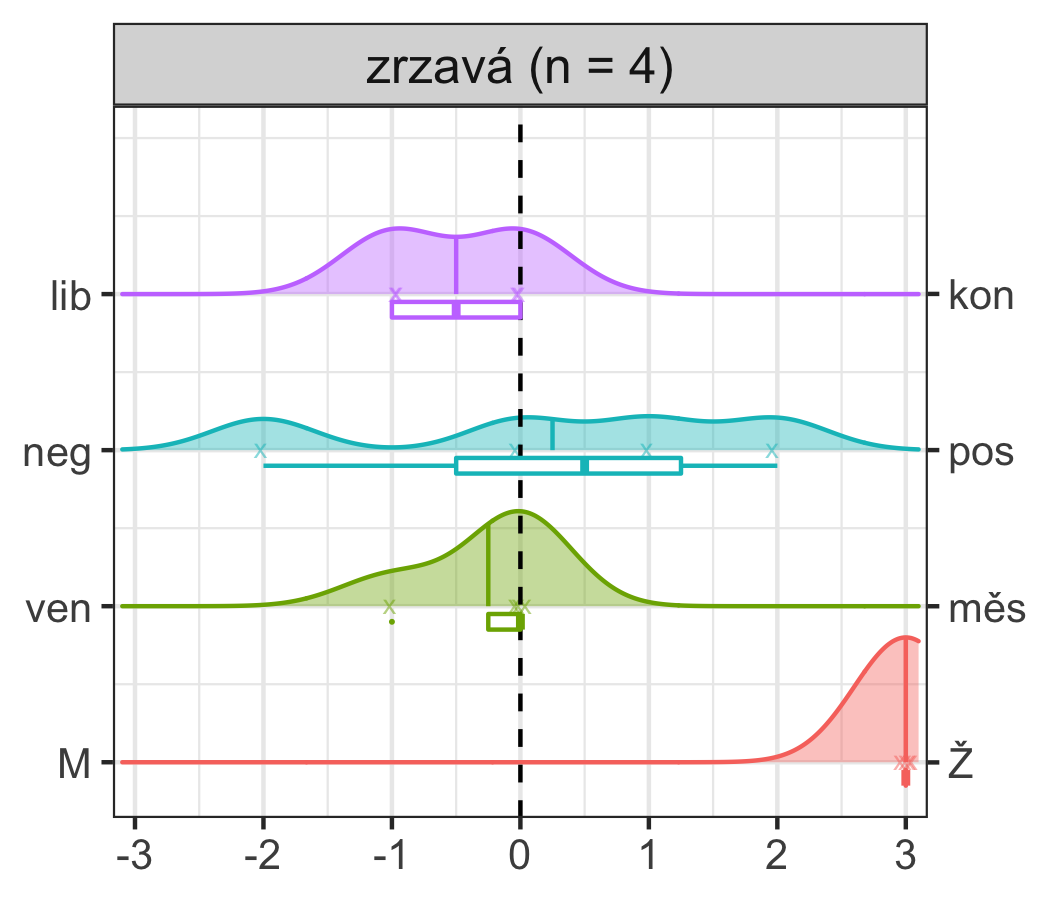 zrzavá (n = 4)
lib kon
neg pos
ven měs
M Ž
-3 -2 -1 0 1 2 3